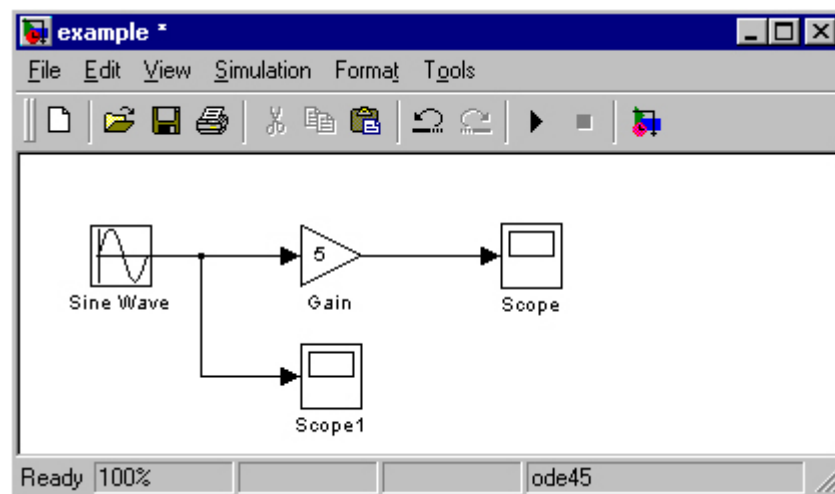 example *
File Edit View Simulation Format Tools
5
Sine Wave
Gain
Scope
Scope1
Ready 100% ode45